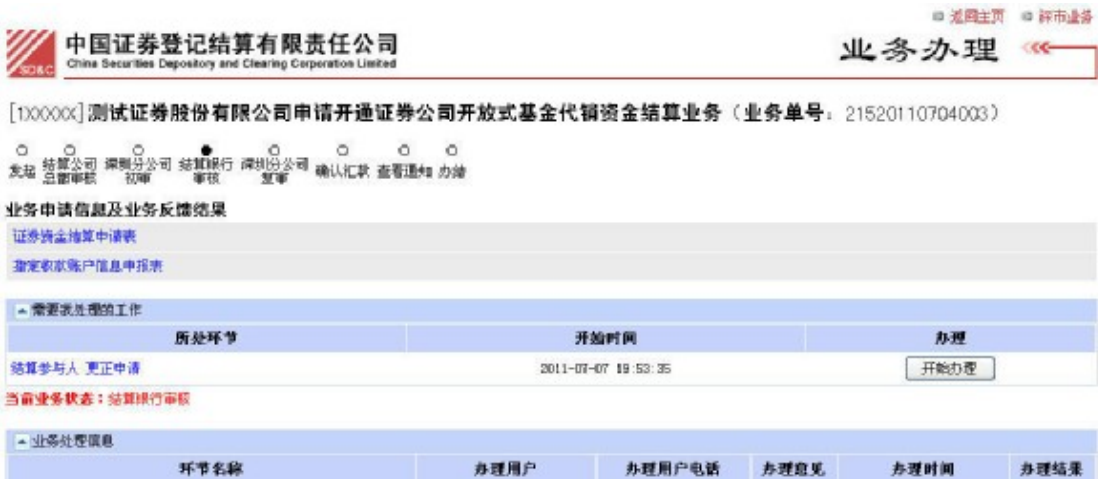 返回主页 深市业务
中国证券登记结算有限责任公司
China Securities Depository and Clearing Corporation Limited
SD&C
业务办理
[1XXXXX]测试证券股份有限公司申请开通证券公司开放式基金代销资金结算业务（业务单号：21520110704003）
发起 结算公司总部审核 深圳分公司初审 结算银行审核 深圳分公司复审 确认汇款 查看通知 办结
业务申请信息及业务反馈结果
证券资金结算申请表
指定收款账户信息申报表
需要我处理的工作
所处环节 开始时间 办理
结算参与人 更正申请 2011-07-07 19:53:35 开始办理
当前业务状态：结算银行审核
业务处理信息
环节名称 办理用户 办理用户电话 办理意见 办理时间 办理结果